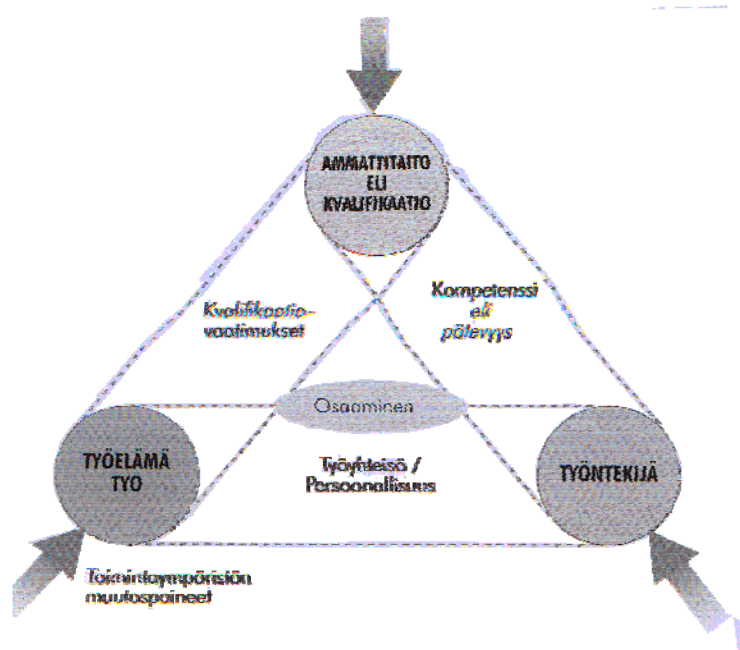 AMMATTITAITO
ELI
KVALIFIKAATIO
Kvalifikaatio-
vaatimukset
Kompetenssi
eli
pätevyys
Osaaminen
TYÖELÄMÄ
TYÖ
Työyhteisö /
Persoonallisuus
TYÖNTEKIJÄ
Toimintaympäristön
muutospaineet